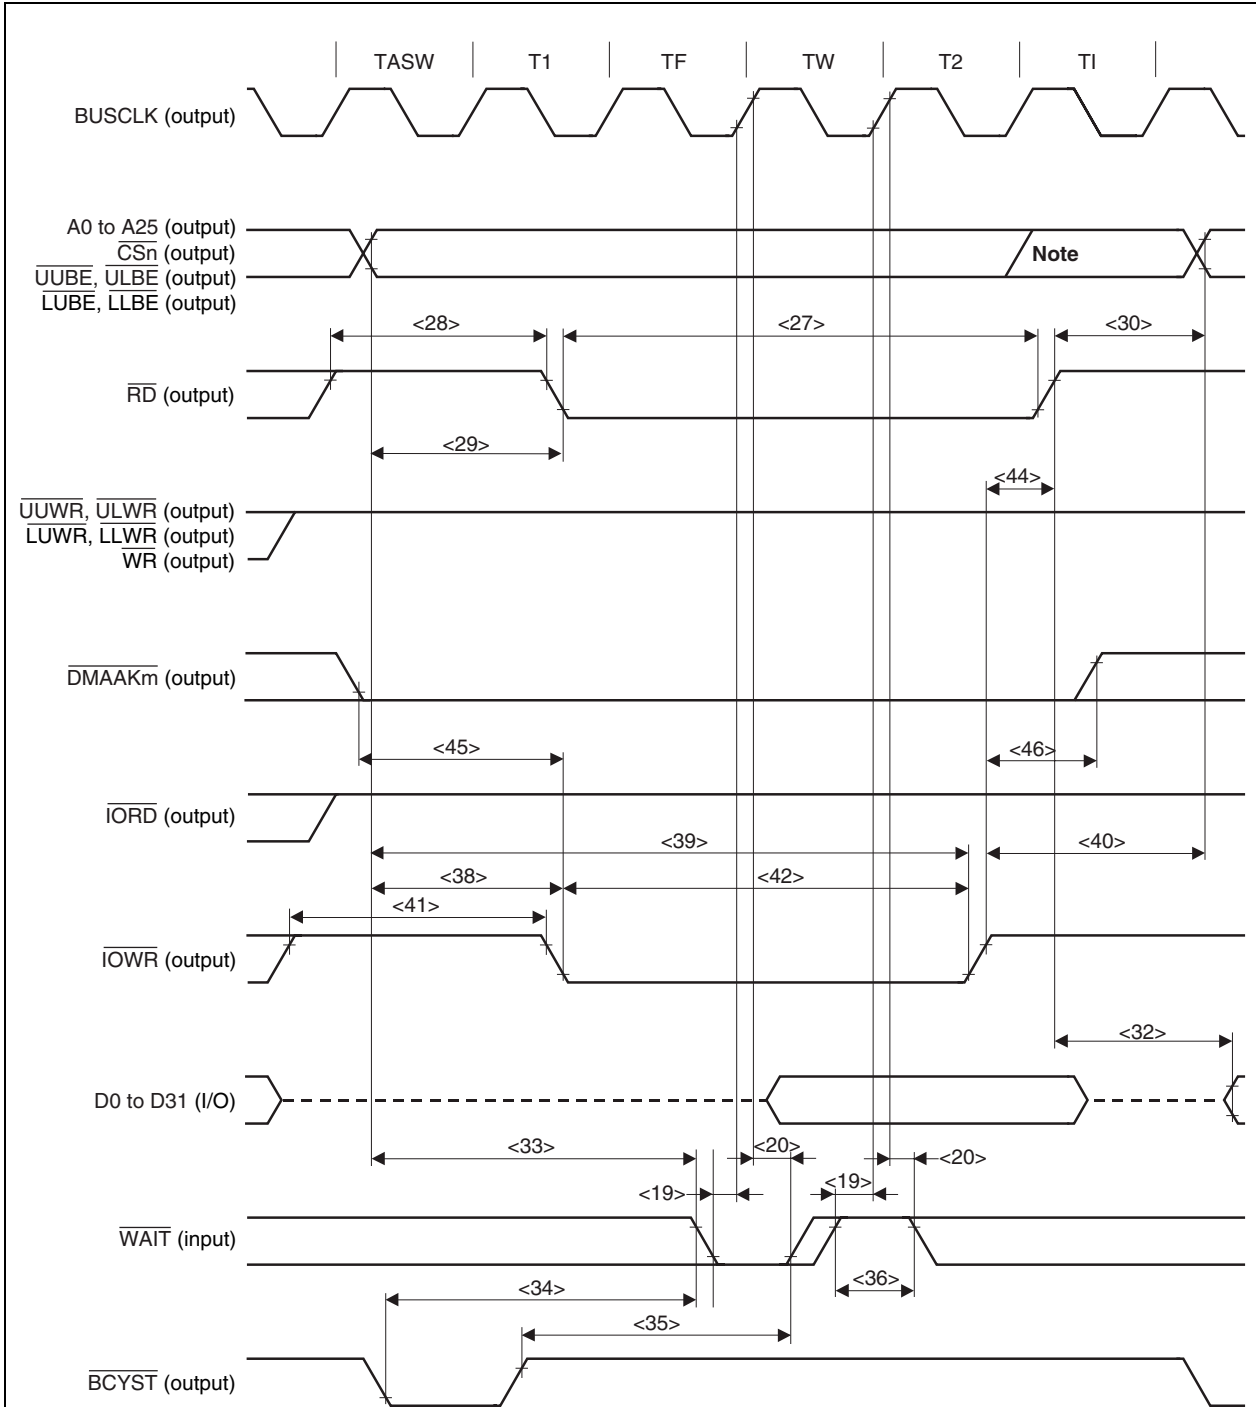 TASW T1 TF TW T2 TI
BUSCLK (output)
A0 to A25 (output)
CSn (output)
UUBE, ULBE (output)
LUBE, LLBE (output)
Note
<28> <27> <30>
RD (output)
<29>
<44>
UUWR, ULWR (output)
LUWR, LLWR (output)
WR (output)
DMAAKm (output)
<45> <46>
IORD (output)
<39> <40>
<38> <42>
<41>
IOWR (output)
<32>
D0 to D31 (I/O)
<33> <20> <20>
<19> <19>
WAIT (input)
<34> <36>
<35>
BCYST (output)